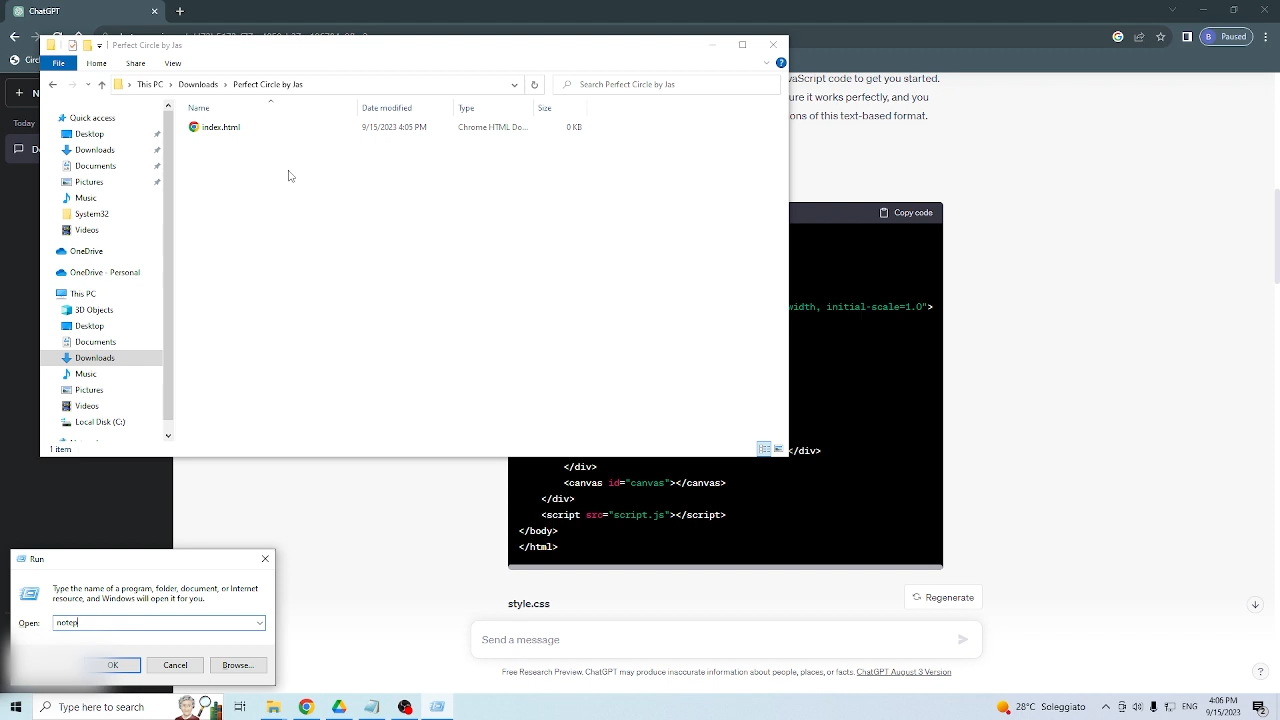 ChatGPT
Perfect Circle by Jas
File
Home
Share
View
B
Paused
This PC > Downloads > Perfect Circle by Jas
Search Perfect Circle by Jas
Name
Date modified
Type
Size
index.html
9/15/2023 4:05 PM
Chrome HTML Do...
0 KB
Quick access
Desktop
Downloads
Documents
Pictures
Music
System32
Videos
OneDrive
OneDrive - Personal
This PC
3D Objects
Desktop
Documents
Downloads
Music
Pictures
Videos
Local Disk (C:)
1 item
Today
JavaScript code to get you started.
ure it works perfectly, and you
ons of this text-based format.
Copy code
width, initial-scale=1.0">
</div>
</div>
<canvas id="canvas"></canvas>
</div>
<script src="script.js"></script>
</body>
</html>
style.css
Regenerate
Send a message
Free Research Preview. ChatGPT may produce inaccurate information about people, places, or facts. ChatGPT August 3 Version
?
Run
Type the name of a program, folder, document, or Internet
resource, and Windows will open it for you.
Open:
notep
OK
Cancel
Browse...
Type here to search
28°C Soleggiato
ENG
4:06 PM
9/15/2023